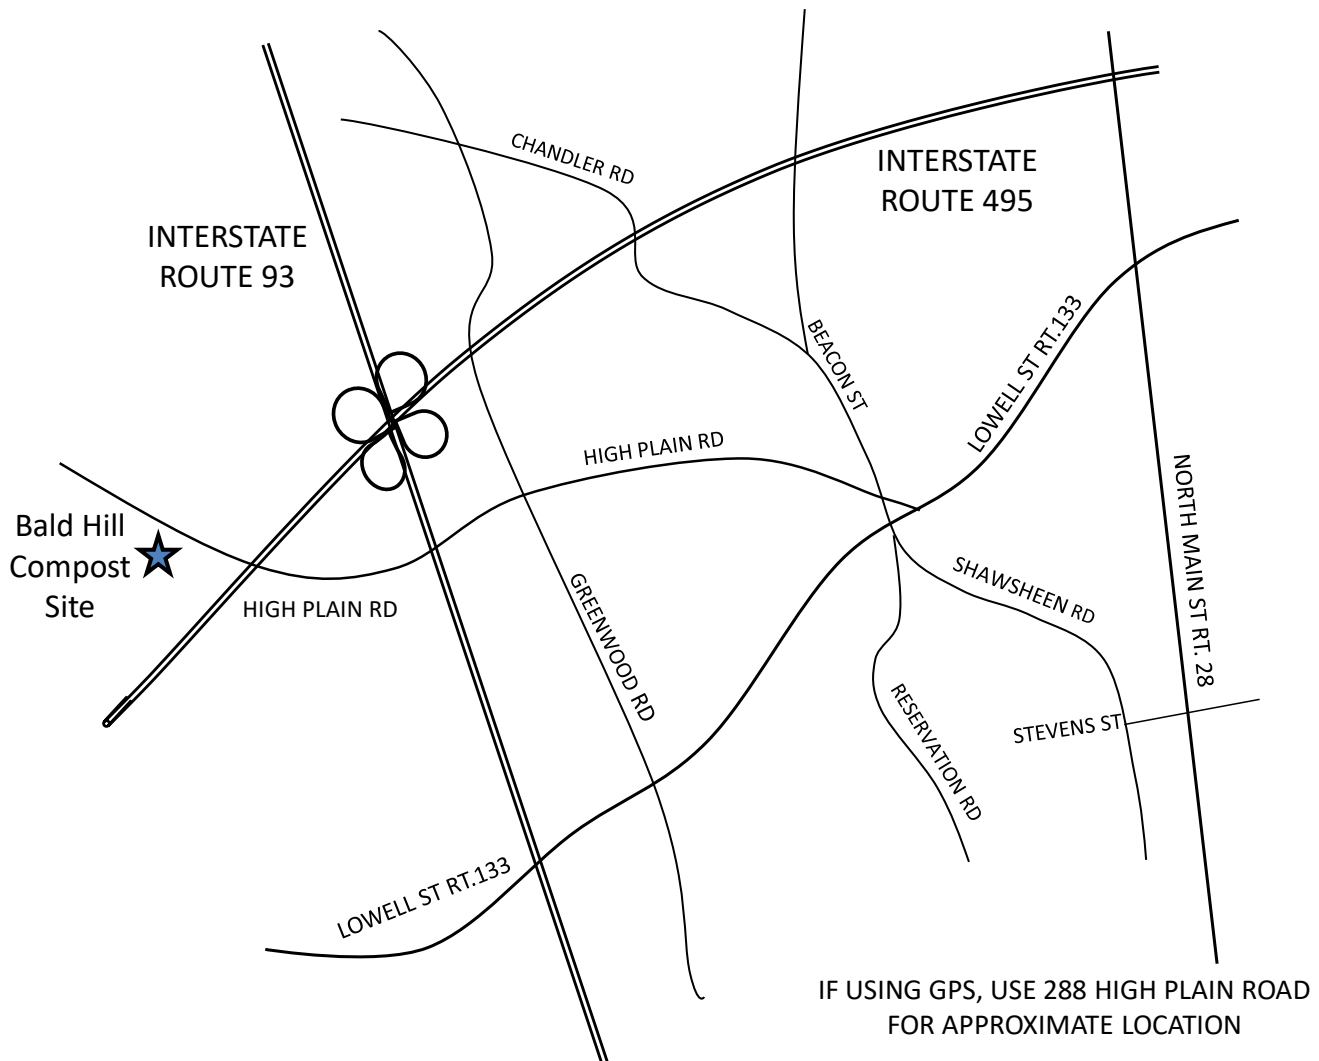 CHANDLER RD
INTERSTATE
ROUTE 495
INTERSTATE
ROUTE 93
BEACON ST
LOWELL ST RT.133
HIGH PLAIN RD
NORTH MAIN ST RT. 28
Bald Hill
Compost
Site
HIGH PLAIN RD
GREENWOOD RD
SHAWSHEEN RD
RESERVATION RD
STEVENS ST
LOWELL ST RT.133
IF USING GPS, USE 288 HIGH PLAIN ROAD
FOR APPROXIMATE LOCATION